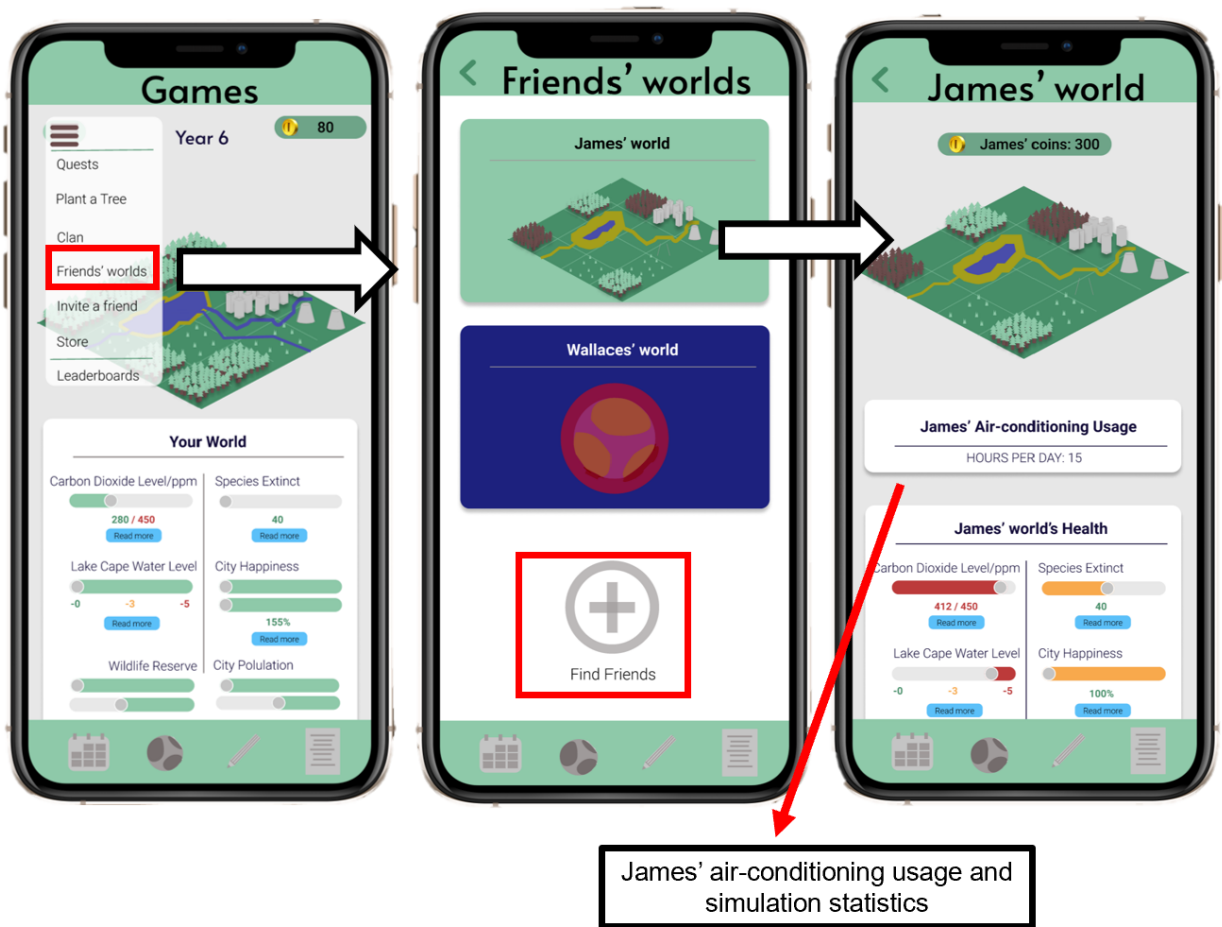 Games
Year 6
80
Quests
Plant a Tree
Clan
Friends' worlds
Invite a friend
Store
Leaderboards
Your World
Carbon Dioxide Level/ppm
280 / 450
Read more
Species Extinct
40
Read more
Lake Cape Water Level
-0 -3 -5
Read more
City Happiness
155%
Read more
Wildlife Reserve
City Polulation
Friends' worlds
James' world
Wallaces' world
Find Friends
James' world
James' coins: 300
James' Air-conditioning Usage
HOURS PER DAY: 15
James' world's Health
Carbon Dioxide Level/ppm
412 / 450
Read more
Species Extinct
40
Read more
Lake Cape Water Level
-0 -3 -5
Read more
City Happiness
100%
Read more
James' air-conditioning usage and
simulation statistics